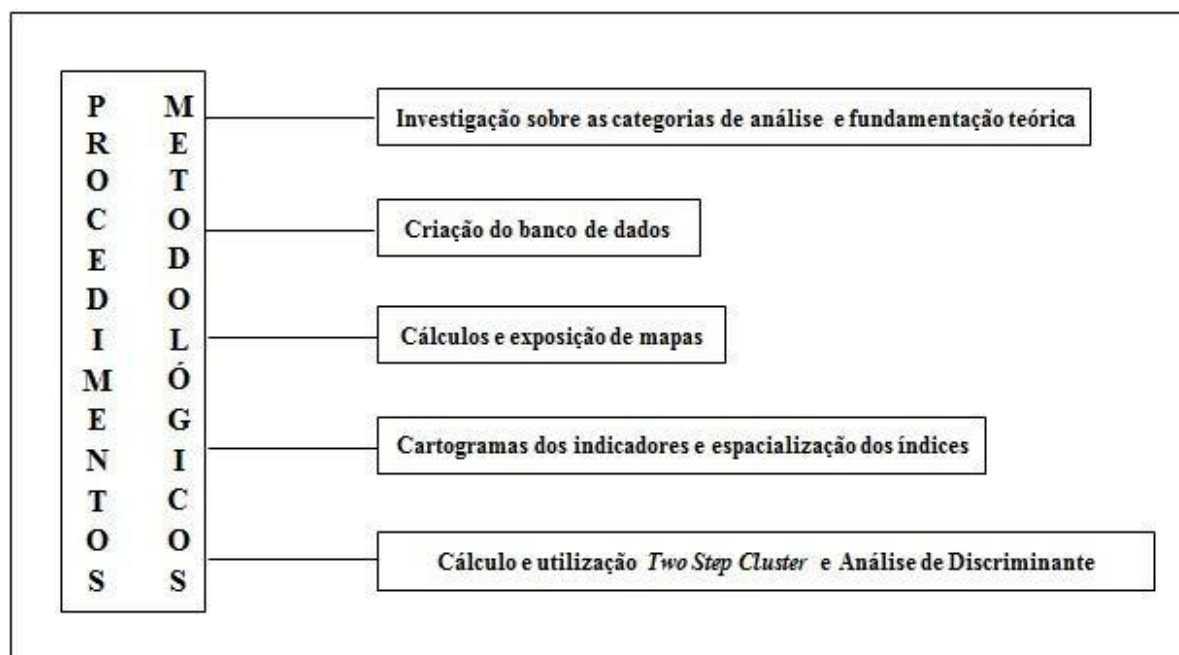 PROCEDIMENTOS
METODOLÓGICOS
Investigação sobre as categorias de análise e fundamentação teórica
Criação do banco de dados
Cálculos e exposição de mapas
Cartogramas dos indicadores e espacialização dos índices
Cálculo e utilização Two Step Cluster e Análise de Discriminante